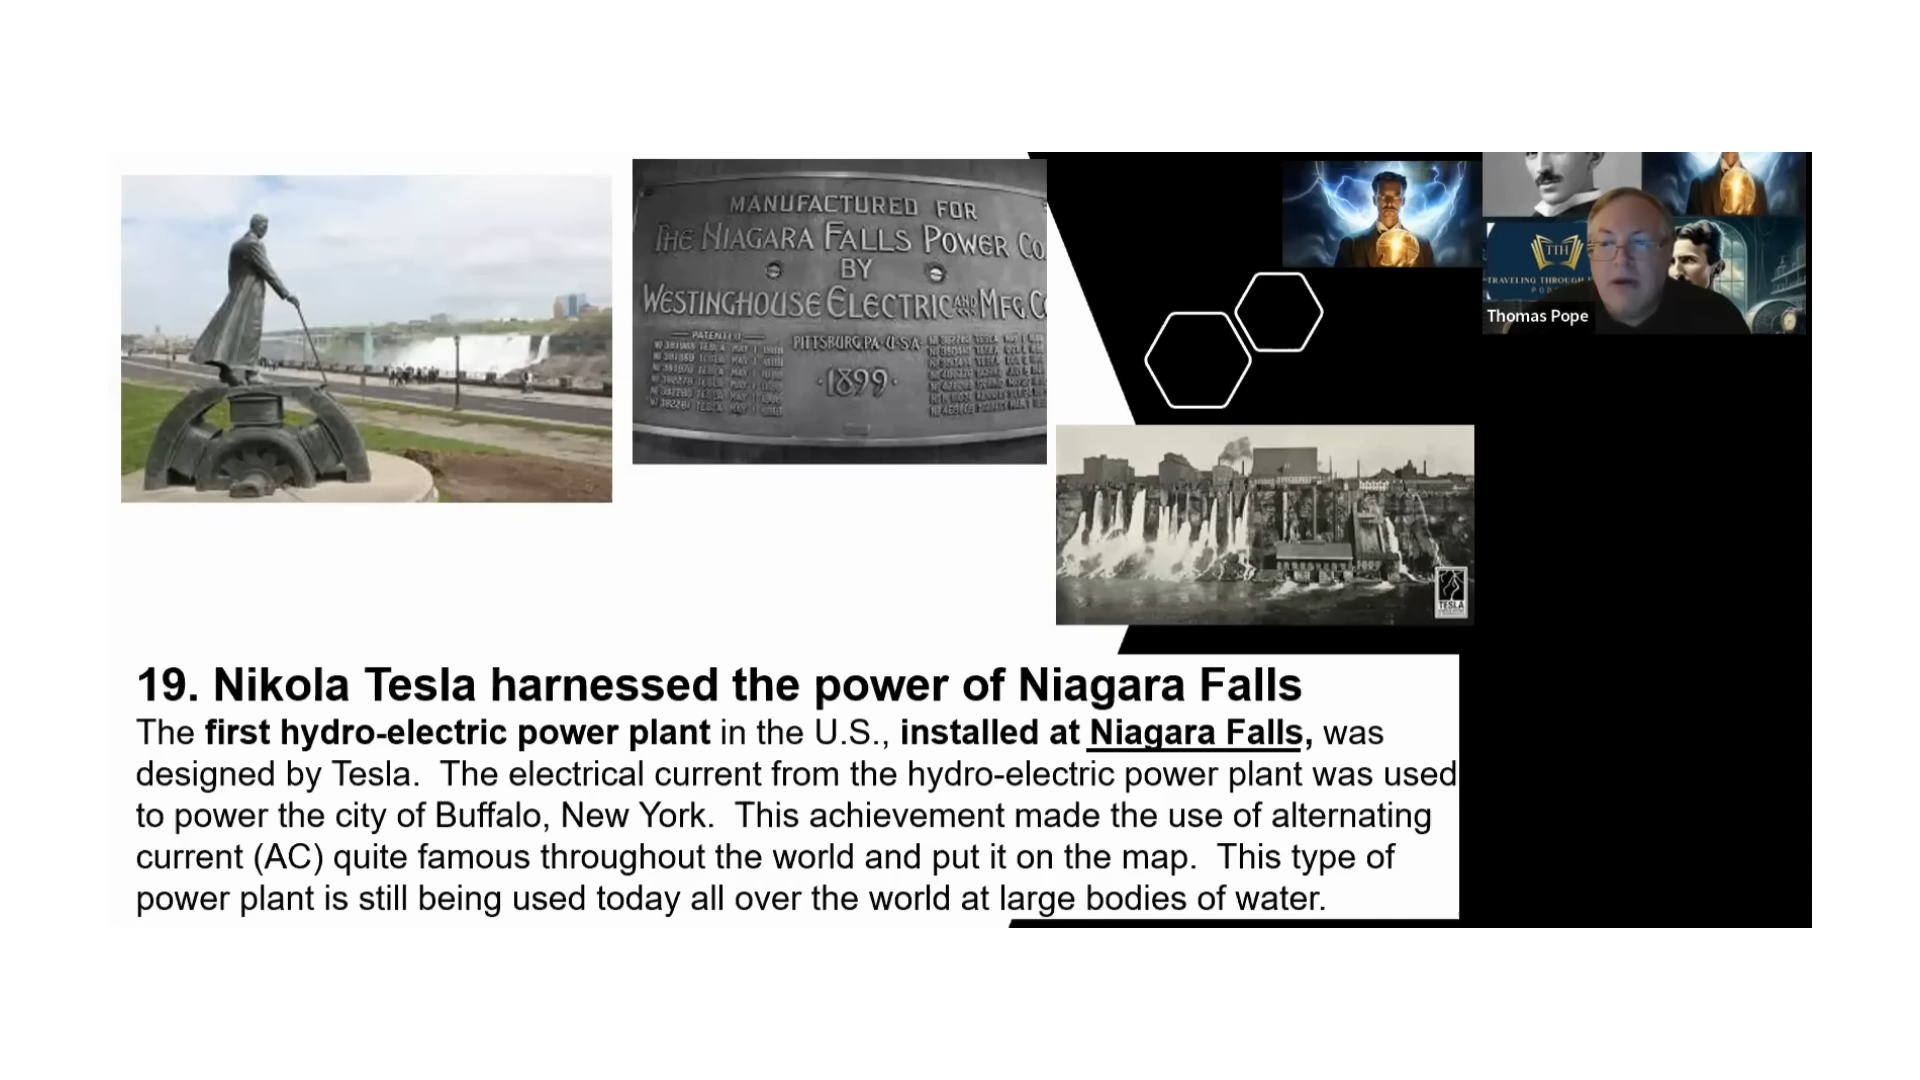 MANUFACTURED FOR
THE NIAGARA FALLS POWER CO.
BY
WESTINGHOUSE ELECTRIC AND MFG. CO
PATENTED
PITTSBURG, PA. U.S.A
1899
TTH
TRAVELING THROUGH
Thomas Pope
TESLA
19. Nikola Tesla harnessed the power of Niagara Falls
The first hydro-electric power plant in the U.S., installed at Niagara Falls, was
designed by Tesla. The electrical current from the hydro-electric power plant was used
to power the city of Buffalo, New York. This achievement made the use of alternating
current (AC) quite famous throughout the world and put it on the map. This type of
power plant is still being used today all over the world at large bodies of water.